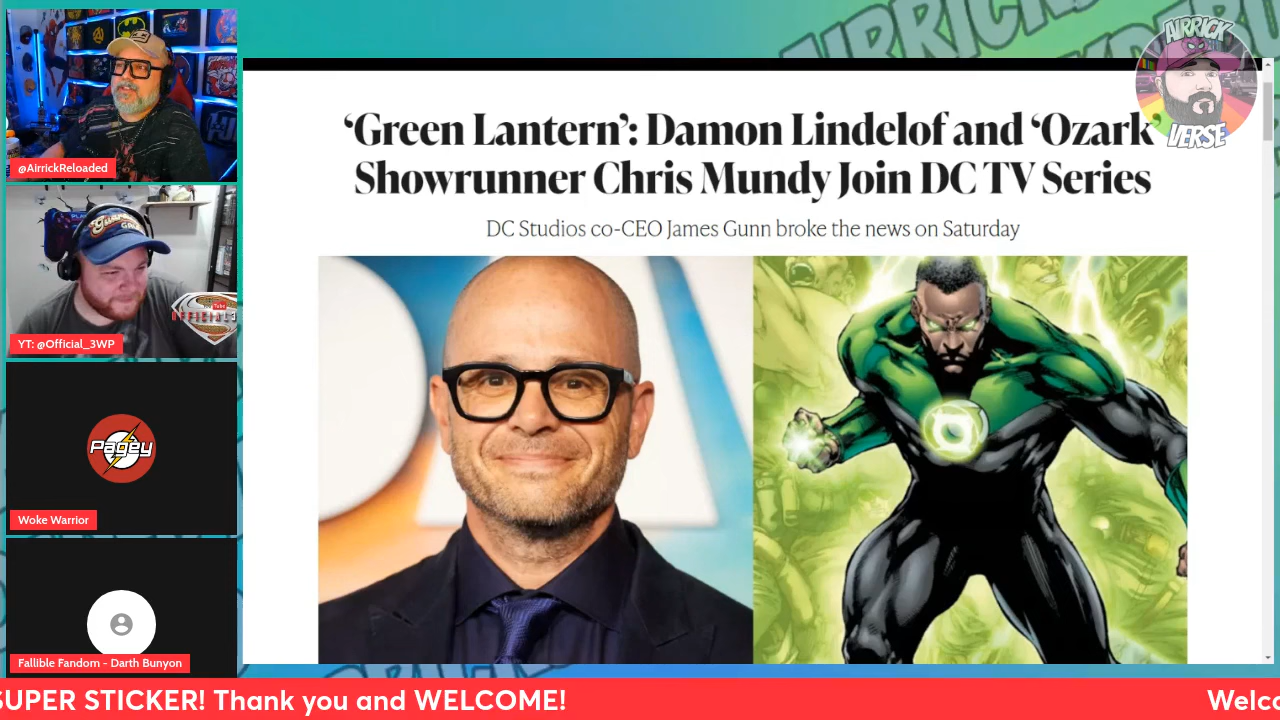 @AirrickReloaded
YT: @Official_3WP
Pagey
Woke Warrior
Fallible Fandom - Darth Bunyon
‘Green Lantern’: Damon Lindelof and ‘Ozark’
Showrunner Chris Mundy Join DC TV Series
DC Studios co-CEO James Gunn broke the news on Saturday
AIRRICK
VERSE
SUPER STICKER! Thank you and WELCOME!